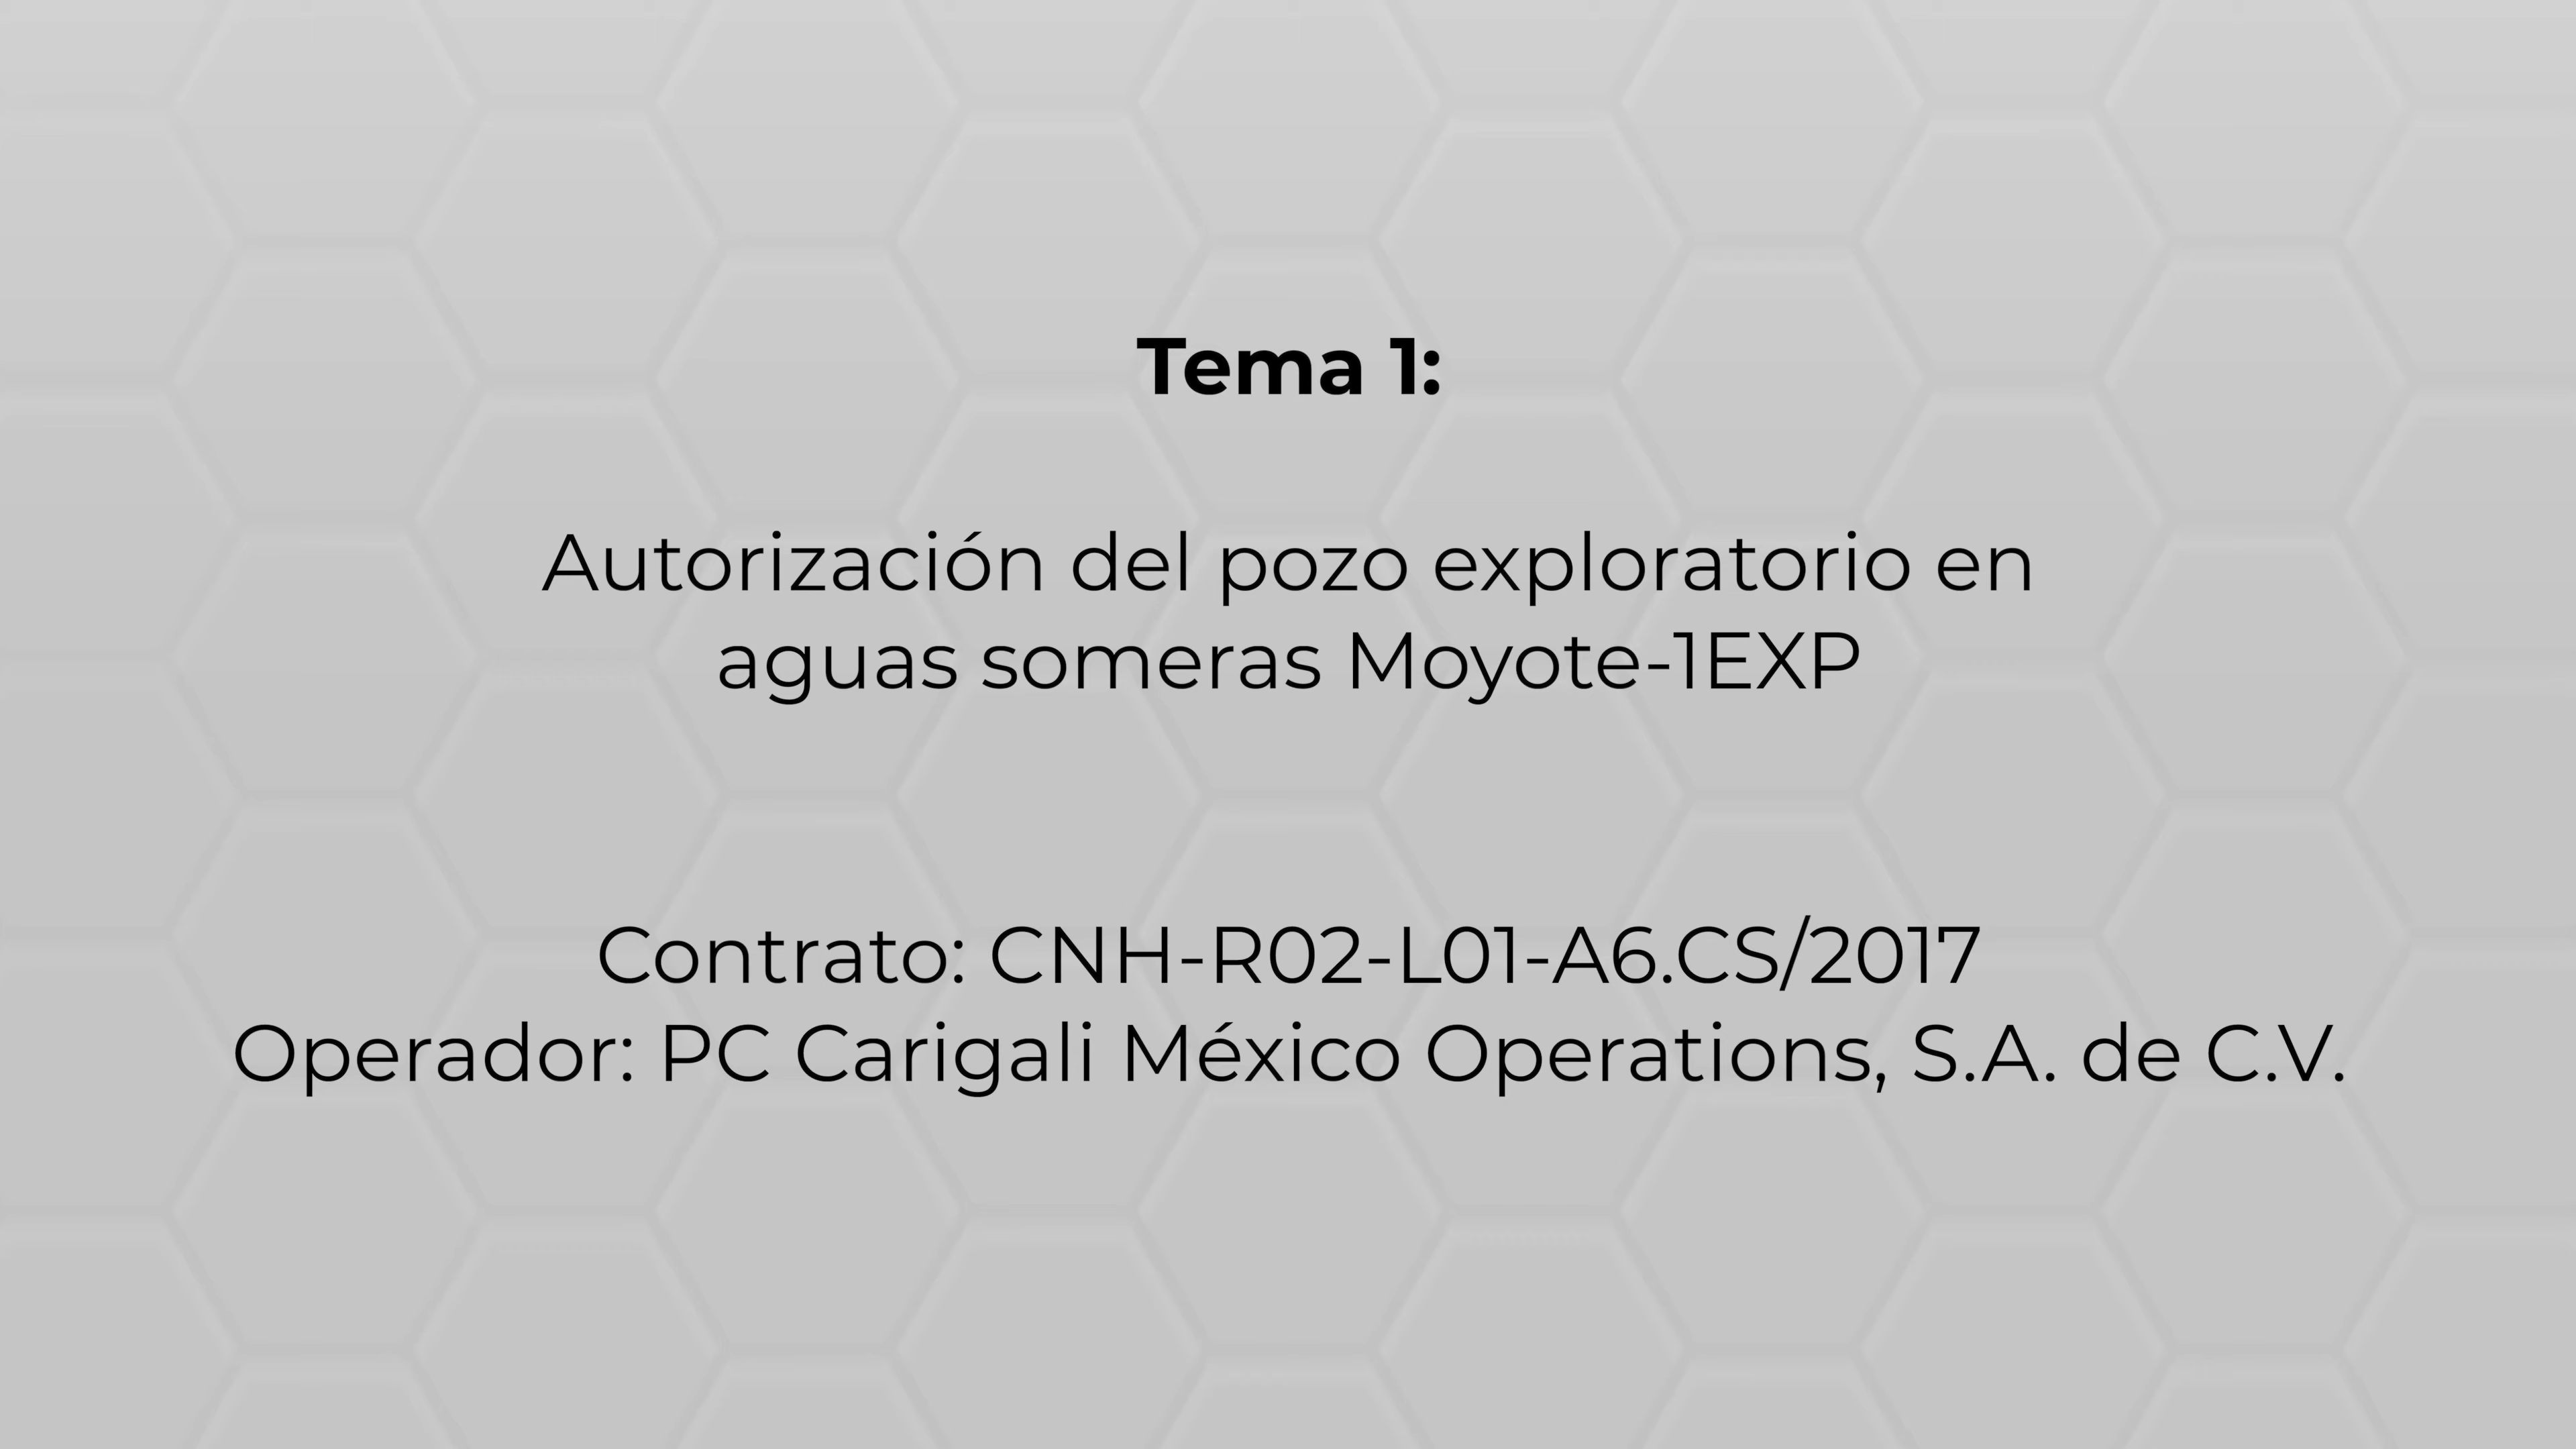 Tema 1:
Autorización del pozo exploratorio en
aguas someras Moyote-1EXP
Contrato: CNH-R02-L01-A6.CS/2017
Operador: PC Carigali México Operations, S.A. de C.V.